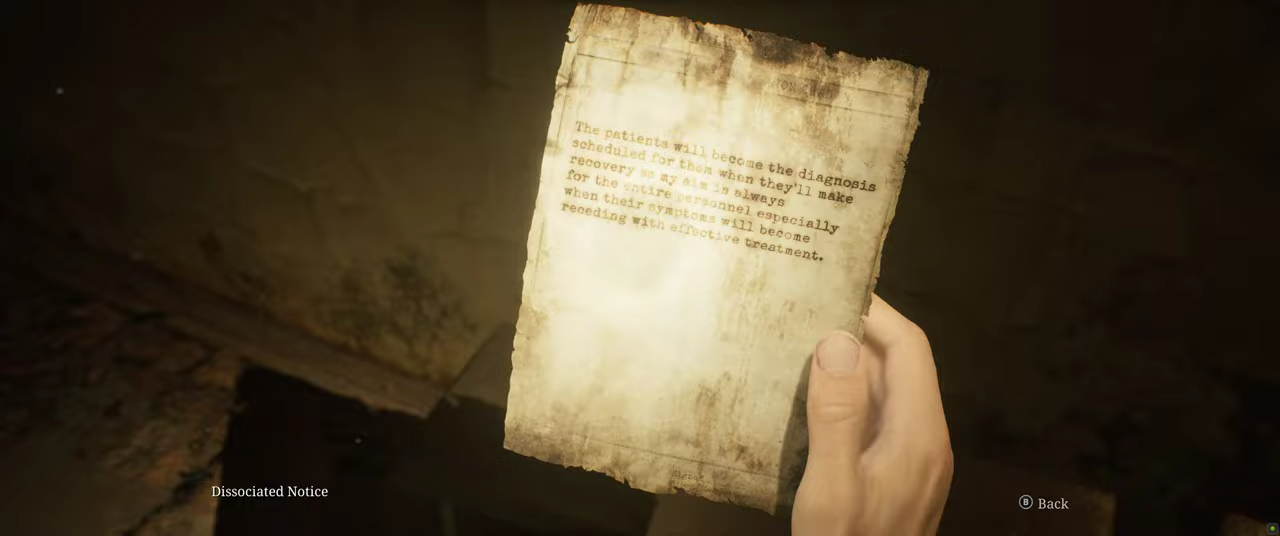 The patients will become the diagnosis
scheduled for them when they'll make
recovery as my aim is always
for the entire personnel especially
when their symptoms will become
receding with effective treatment.
Dissociated Notice
B Back